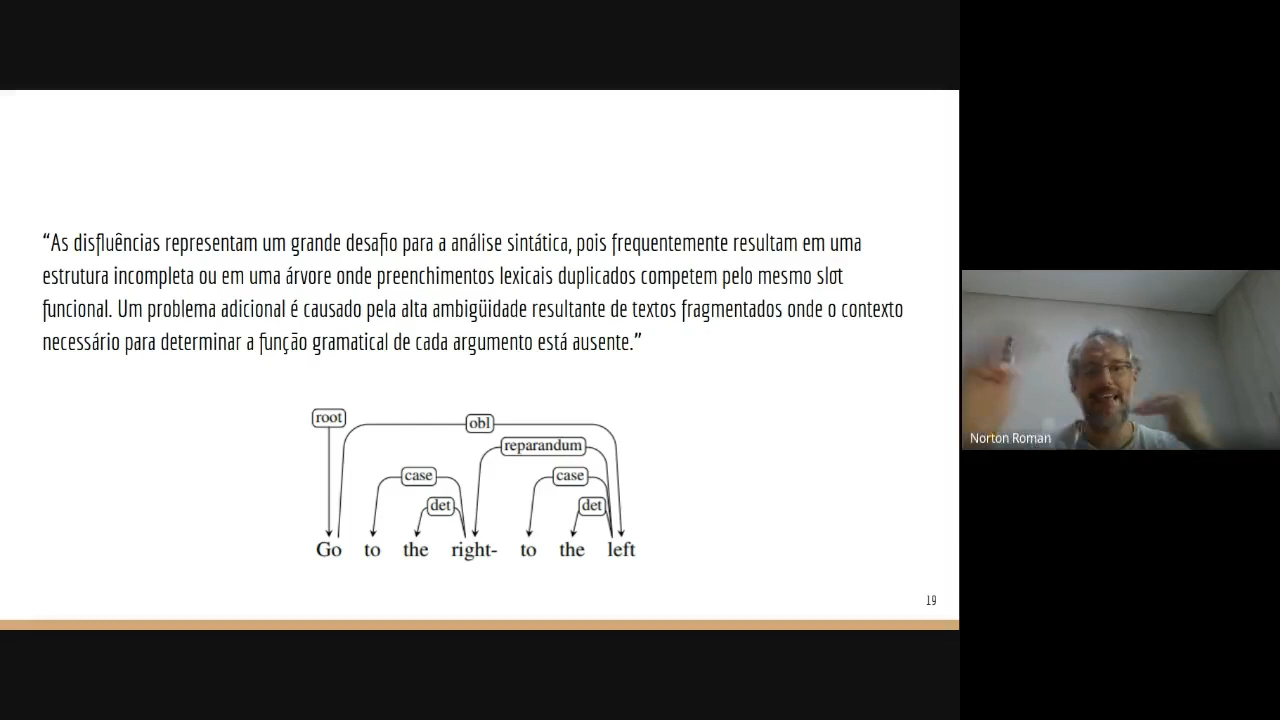 “As disfluências representam um grande desafio para a análise sintática, pois frequentemente resultam em uma
estrutura incompleta ou em uma árvore onde preenchimentos lexicais duplicados competem pelo mesmo slot
funcional. Um problema adicional é causado pela alta ambigüidade resultante de textos fragmentados onde o contexto
necessário para determinar a função gramatical de cada argumento está ausente.”
root
obl
reparandum
case
case
det
det
Go to the right- to the left
19
Norton Roman